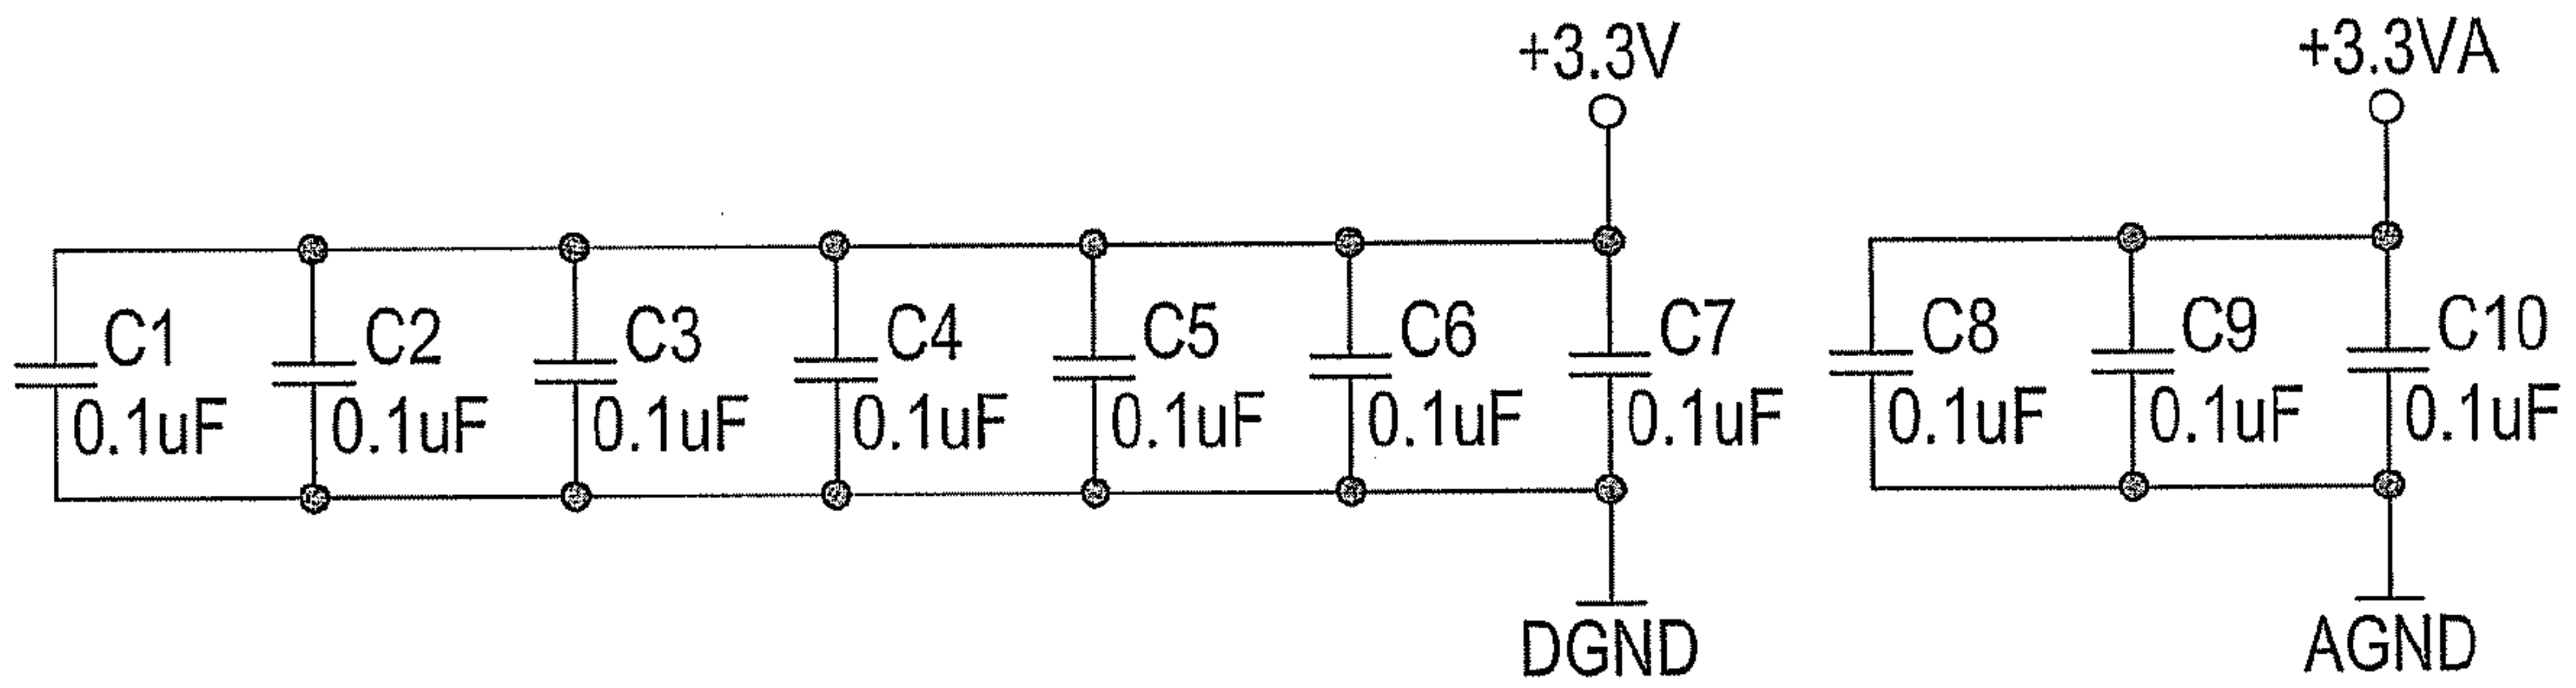 +3.3V
+3.3VA
C1 C2 C3 C4 C5 C6 C7 C8 C9 C10
0.1uF 0.1uF 0.1uF 0.1uF 0.1uF 0.1uF 0.1uF 0.1uF 0.1uF 0.1uF
DGND
AGND